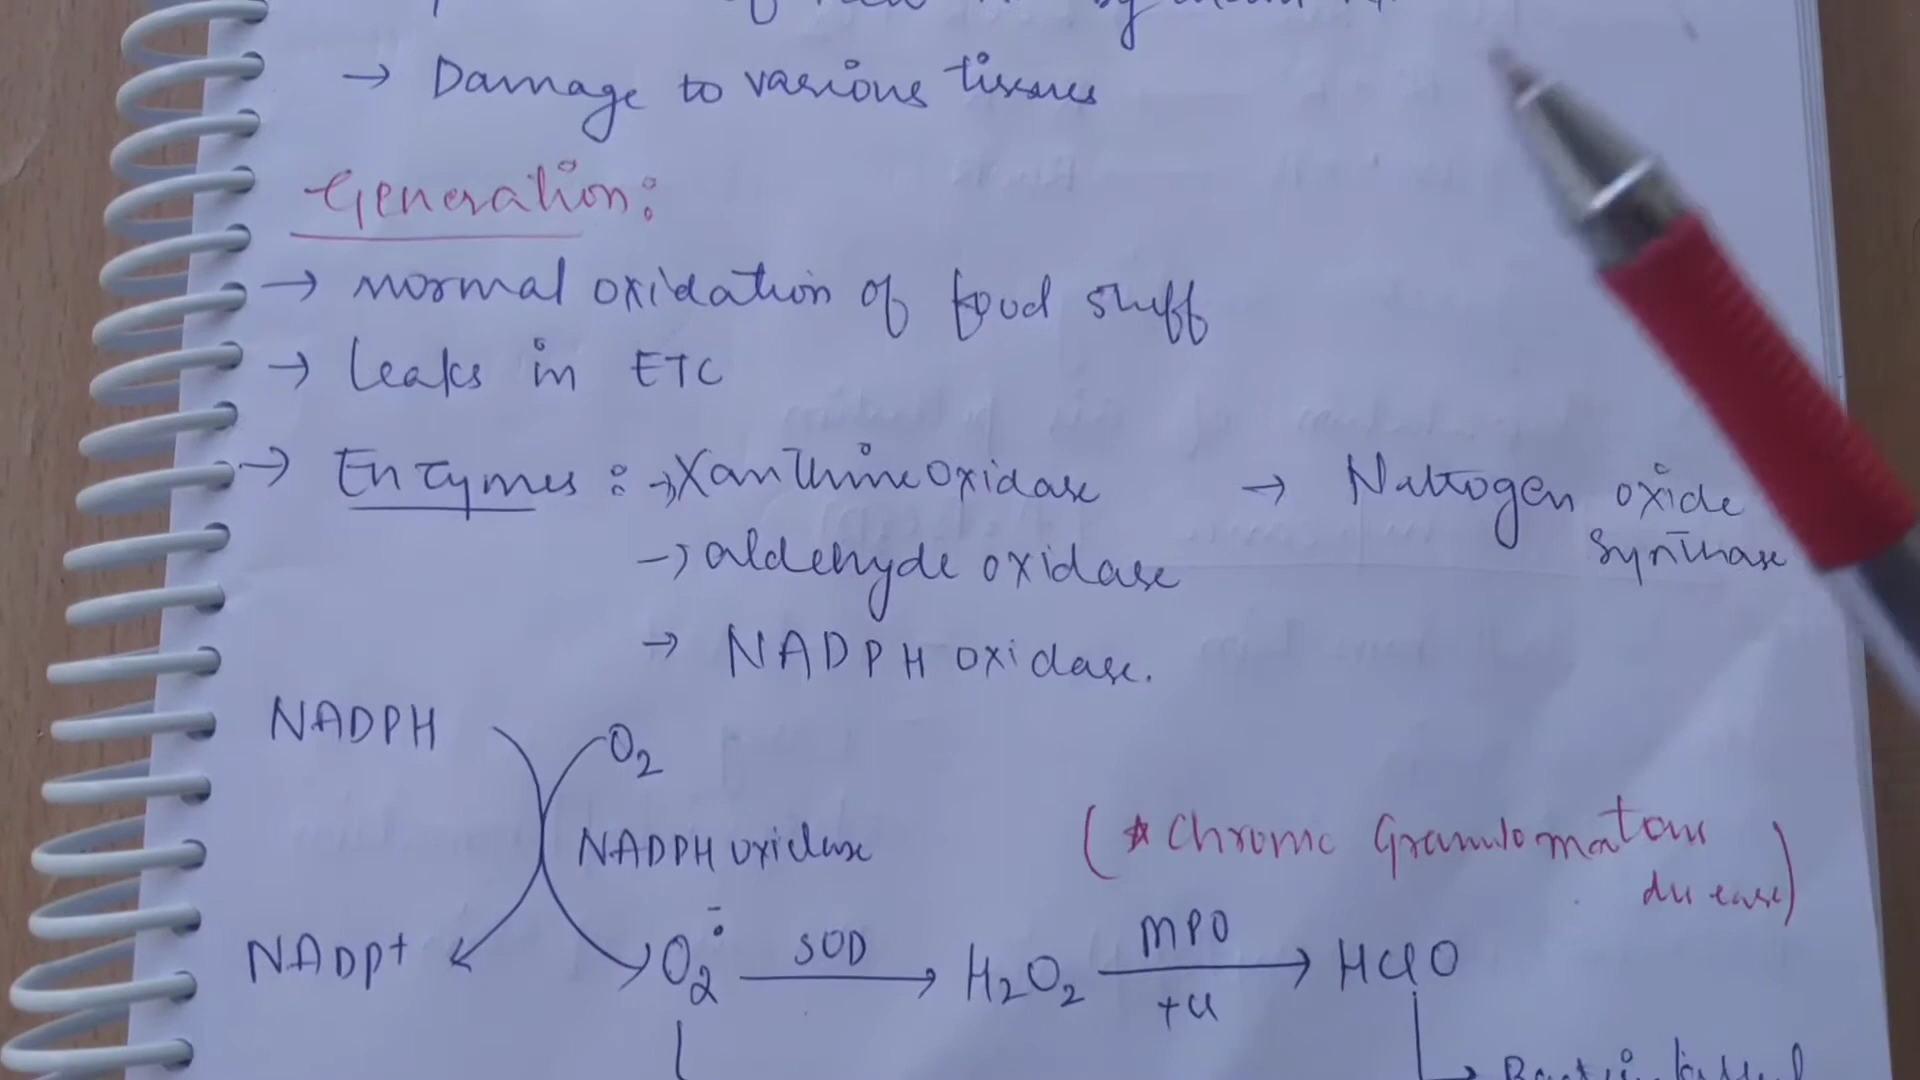 → Damage to various tissues
Generation:
→ normal oxidation of food stuff
→ Leaks in ETC
→ Enzymes : → Xanthine oxidase → Nitrogen oxide
synthase
→ aldehyde oxidase
→ NADPH oxidase.
NADPH O2
NADPH oxidase (* Chronic Granulomatous
disease)
NADP+ O2∸ SOD → H2O2 MPO → HClO
+Cl
→